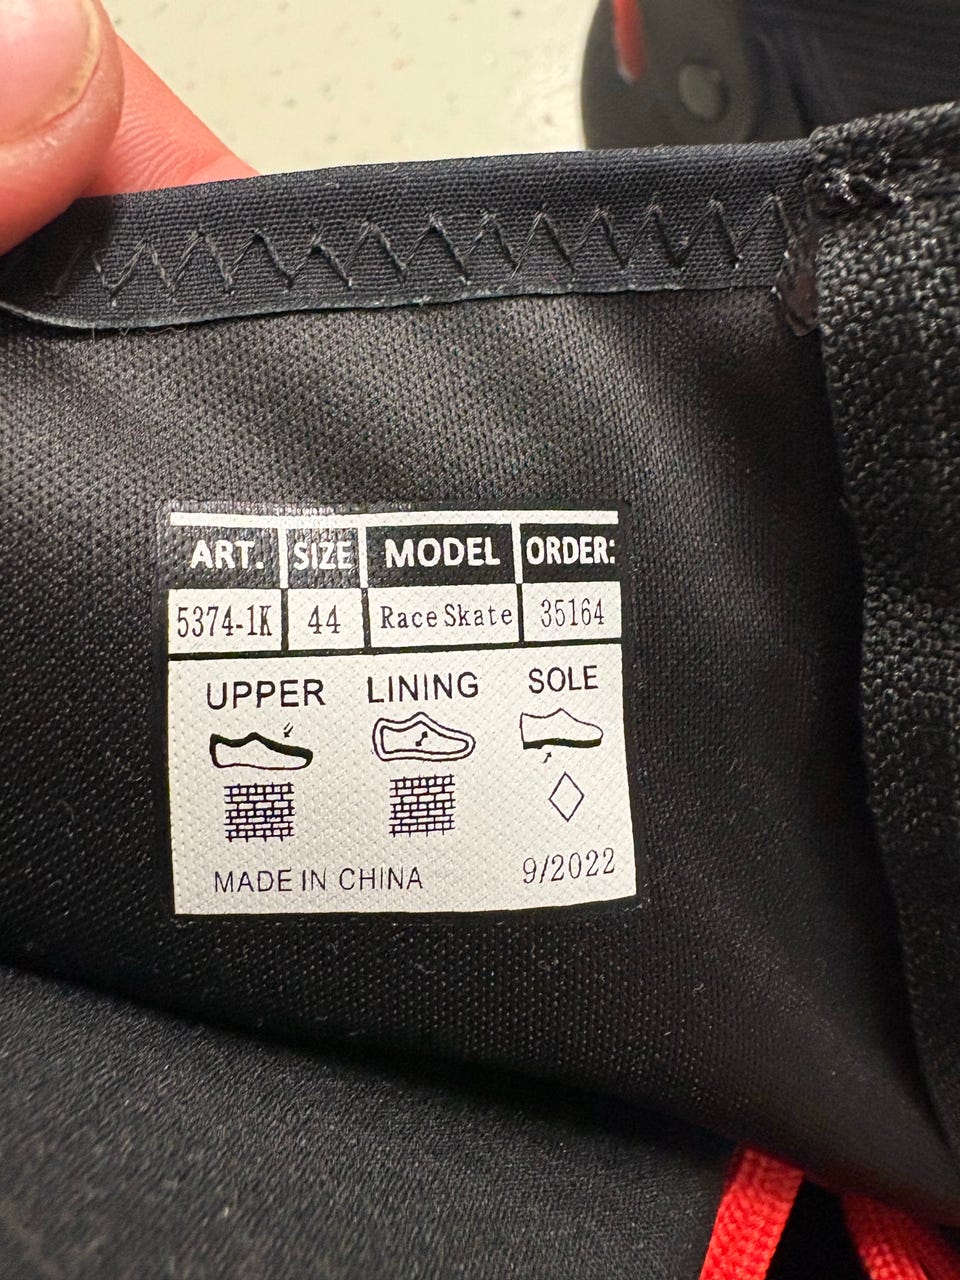 ART. SIZE MODEL ORDER:
5374-1K 44 Race Skate 35164
UPPER LINING SOLE
MADE IN CHINA 9/2022